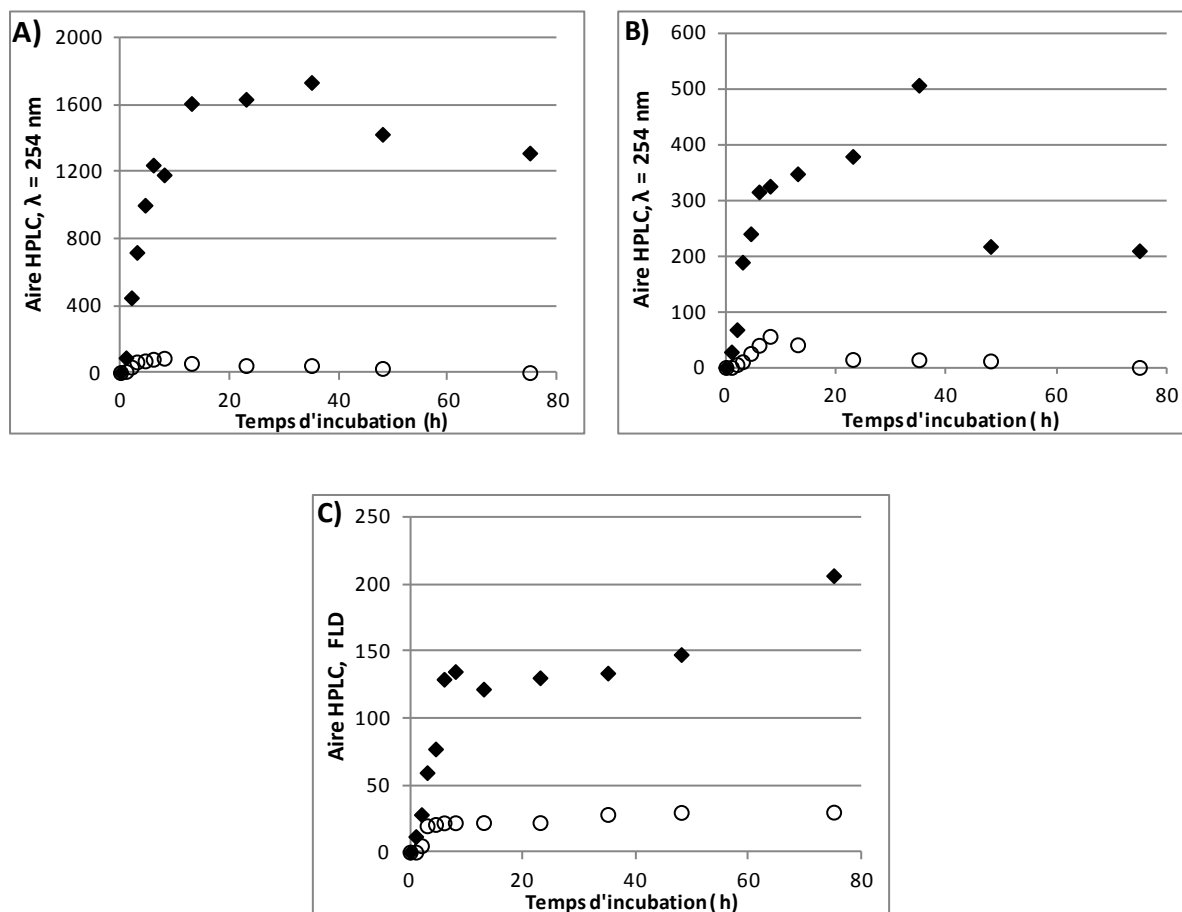 A)
Aire HPLC, λ = 254 nm
2000
1600
1200
800
400
0
0 20 40 60 80
Temps d'incubation (h)
B)
Aire HPLC, λ = 254 nm
600
500
400
300
200
100
0
0 20 40 60 80
Temps d'incubation ( h)
C)
Aire HPLC, FLD
250
200
150
100
50
0
0 20 40 60 80
Temps d'incubation ( h)